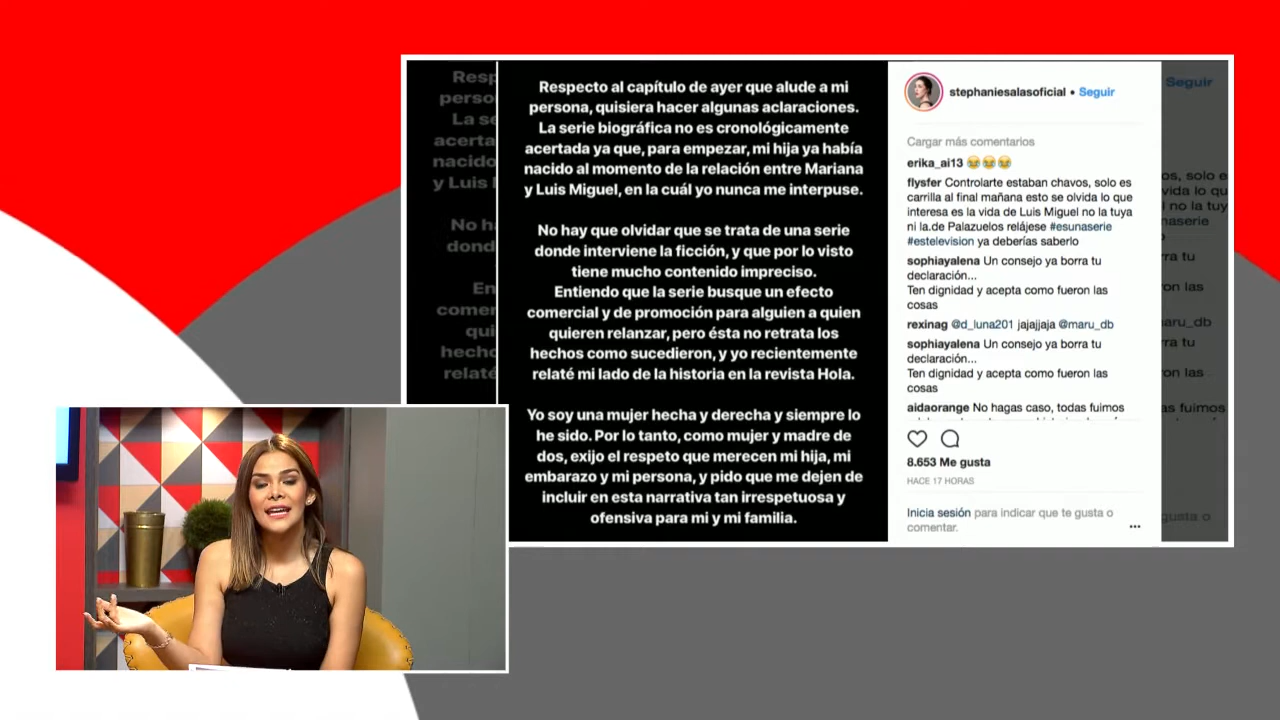 Respecto al capítulo de ayer que alude a mi
persona, quisiera hacer algunas aclaraciones.
La serie biográfica no es cronológicamente
acertada ya que, para empezar, mi hija ya había
nacido al momento de la relación entre Mariana
y Luis Miguel, en la cuál yo nunca me interpuse.
No hay que olvidar que se trata de una serie
donde interviene la ficción, y que por lo visto
tiene mucho contenido impreciso.
Entiendo que la serie busque un efecto
comercial y de promoción para alguien a quien
quieren relanzar, pero ésta no retrata los
hechos como sucedieron, y yo recientemente
relaté mi lado de la historia en la revista Hola.
Yo soy una mujer hecha y derecha y siempre lo
he sido. Por lo tanto, como mujer y madre de
dos, exijo el respeto que merecen mi hija, mi
embarazo y mi persona, y pido que me dejen de
incluir en esta narrativa tan irrespetuosa y
ofensiva para mi y mi familia.
stephaniesalasoficial • Seguir
Cargar más comentarios
erika_ai13 😂😂😂
flysfer Controlarte estaban chavos, solo es
carrilla al final mañana esto se olvida lo que
interesa es la vida de Luis Miguel no la tuya
ni la.de Palazuelos relájese #esunaserie
#estelevision ya deberías saberlo
sophiayalena Un consejo ya borra tu
declaración...
Ten dignidad y acepta como fueron las
cosas
rexinag @d_luna201 jajajjaja @maru_db
sophiayalena Un consejo ya borra tu
declaración...
Ten dignidad y acepta como fueron las
cosas
aidaorange No hagas caso, todas fuimos
8.653 Me gusta
HACE 17 HORAS
Inicia sesión para indicar que te gusta o
comentar.
Seguir